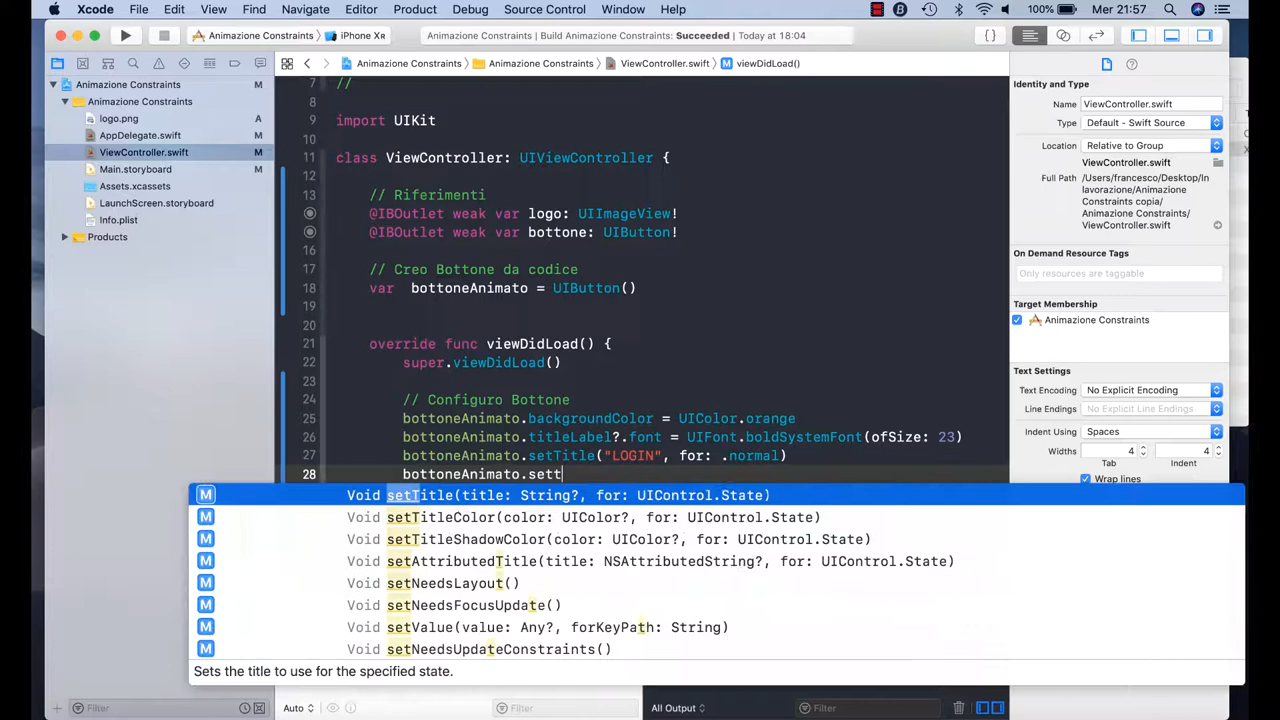 Xcode File Edit View Find Navigate Editor Product Debug Source Control Window Help 100% Mer 21:57
Animazione Constraints iPhone XR Animazione Constraints | Build Animazione Constraints: Succeeded | Today at 18:04
Animazione Constraints Animazione Constraints ViewController.swift M viewDidLoad()
Animazione Constraints M
Animazione Constraints
logo.png A
AppDelegate.swift M
ViewController.swift M
Main.storyboard M
Assets.xcassets
LaunchScreen.storyboard
Info.plist
Products
7 //
8
9 import UIKit
10
11 class ViewController: UIViewController {
12
13 // Riferimenti
14 @IBOutlet weak var logo: UIImageView!
15 @IBOutlet weak var bottone: UIButton!
16
17 // Creo Bottone da codice
18 var bottoneAnimato = UIButton()
19
20
21 override func viewDidLoad() {
22 super.viewDidLoad()
23
24 // Configuro Bottone
25 bottoneAnimato.backgroundColor = UIColor.orange
26 bottoneAnimato.titleLabel?.font = UIFont.boldSystemFont(ofSize: 23)
27 bottoneAnimato.setTitle("LOGIN", for: .normal)
28 bottoneAnimato.sett
M Void setTitle(title: String?, for: UIControl.State)
M Void setTitleColor(color: UIColor?, for: UIControl.State)
M Void setTitleShadowColor(color: UIColor?, for: UIControl.State)
M Void setAttributedTitle(title: NSAttributedString?, for: UIControl.State)
M Void setNeedsLayout()
M Void setNeedsFocusUpdate()
M Void setValue(value: Any?, forKeyPath: String)
M Void setNeedsUpdateConstraints()
Sets the title to use for the specified state.
Identity and Type
Name ViewController.swift
Type Default - Swift Source
Location Relative to Group
ViewController.swift
Full Path /Users/francesco/Desktop/In
lavorazione/Animazione
Constraints copia/
Animazione Constraints/
ViewController.swift
On Demand Resource Tags
Only resources are taggable
Target Membership
Animazione Constraints
Text Settings
Text Encoding No Explicit Encoding
Line Endings No Explicit Line Endings
Indent Using Spaces
Widths 4 4
Tab Indent
Wrap lines
Filter Auto Filter All Output Filter